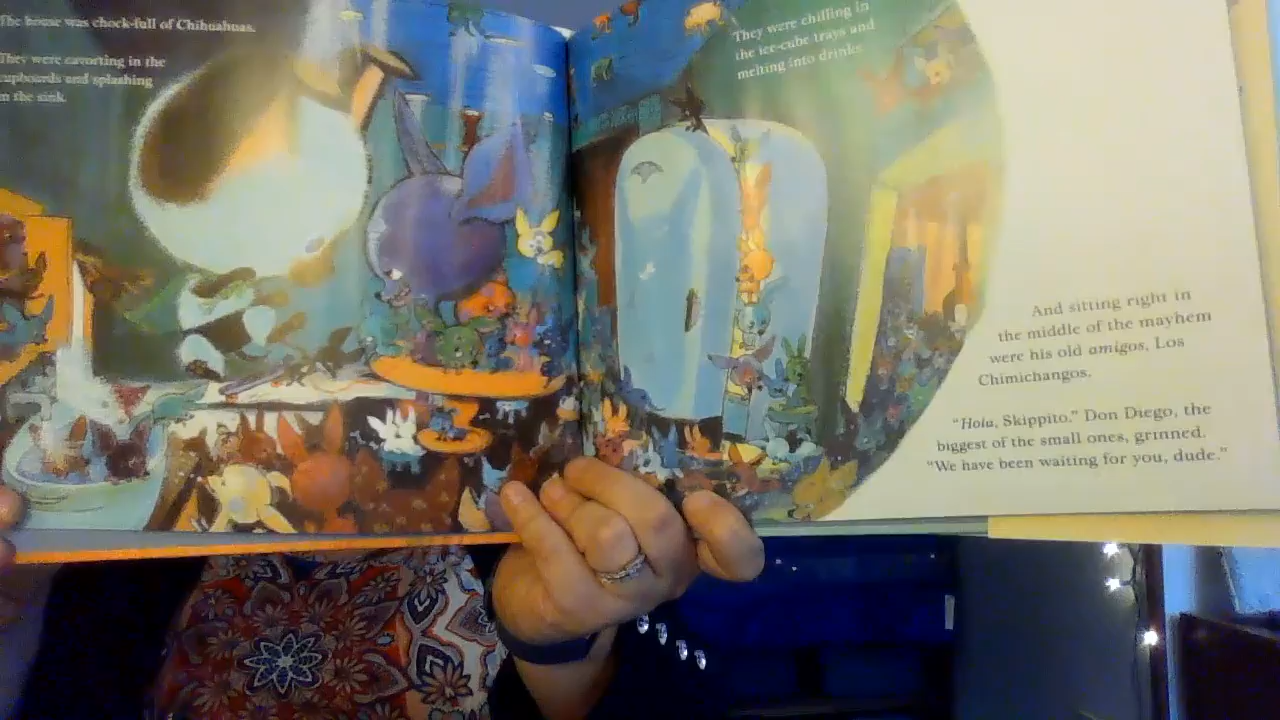 The house was chock-full of Chihuahuas.
They were cavorting in the
cupboards and splashing
in the sink.
They were chilling in
the ice-cube trays and
melting into drinks.
And sitting right in
the middle of the mayhem
were his old amigos, Los
Chimichangos.
"Hola, Skippito." Don Diego, the
biggest of the small ones, grinned.
"We have been waiting for you, dude."